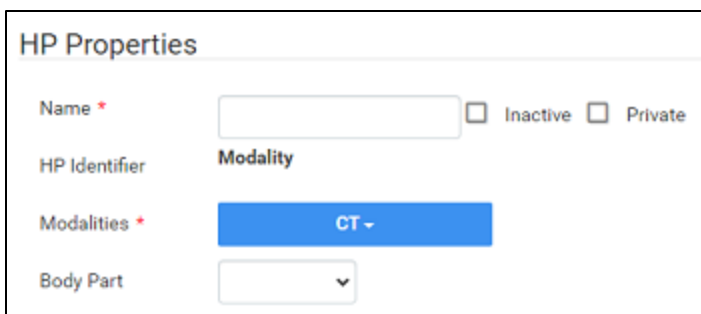 HP Properties
Name * Inactive Private
HP Identifier Modality
Modalities * CT
Body Part